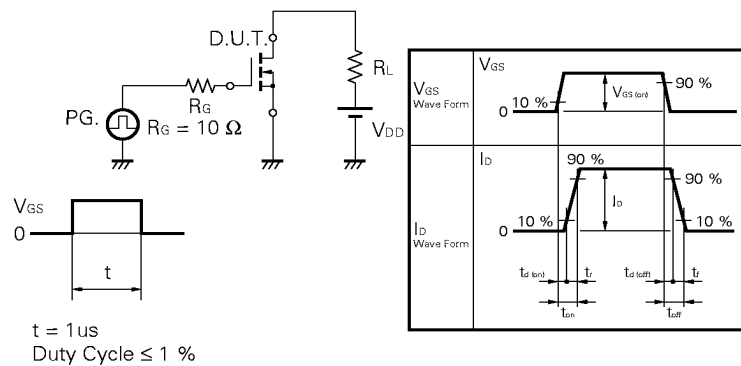 D.U.T.
RL
RG
PG.
RG = 10 Ω
VDD
VGS
0
t
t = 1us
Duty Cycle ≤ 1 %
VGS
Wave Form
VGS
10 %
VGS (on)
90 %
0
ID
Wave Form
ID
90 %
90 %
10 %
ID
10 %
0
td (on)
tr
td (off)
tf
ton
toff